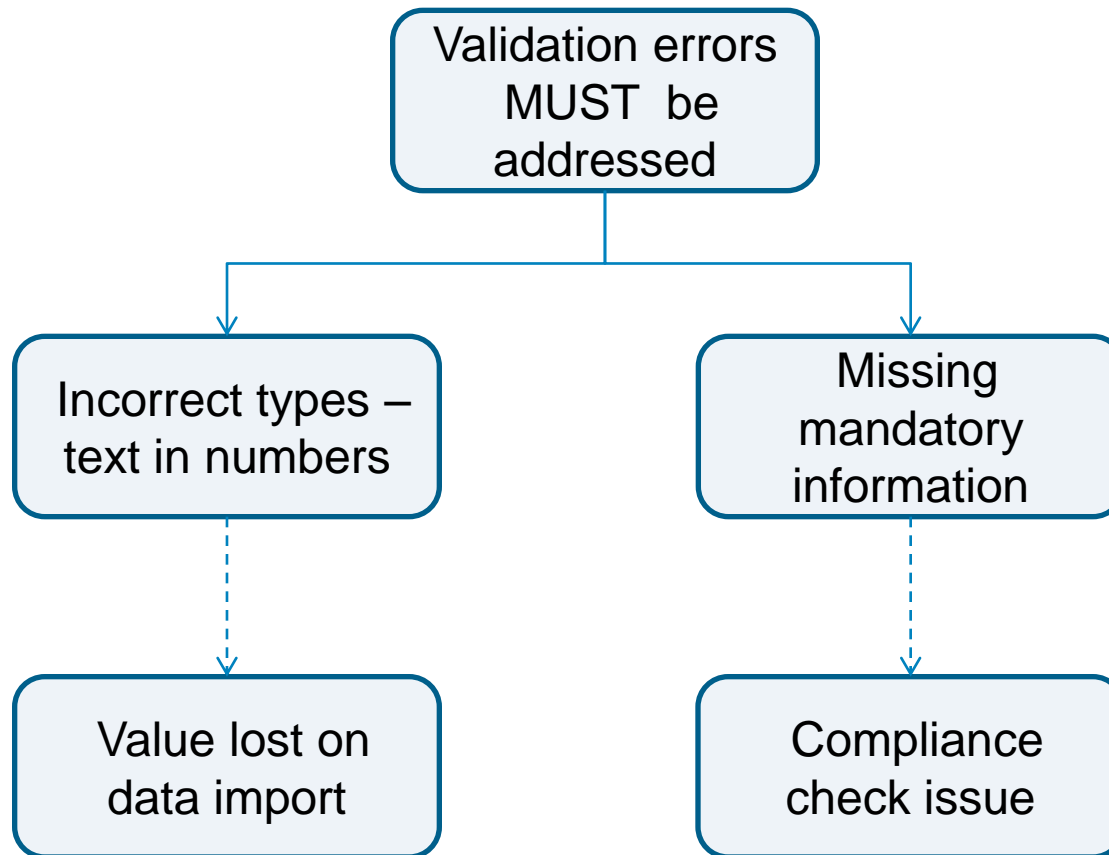 Validation errors
MUST  be
addressed
Incorrect types –
text in numbers
Missing
mandatory
information
Value lost on
data import
Compliance
check issue